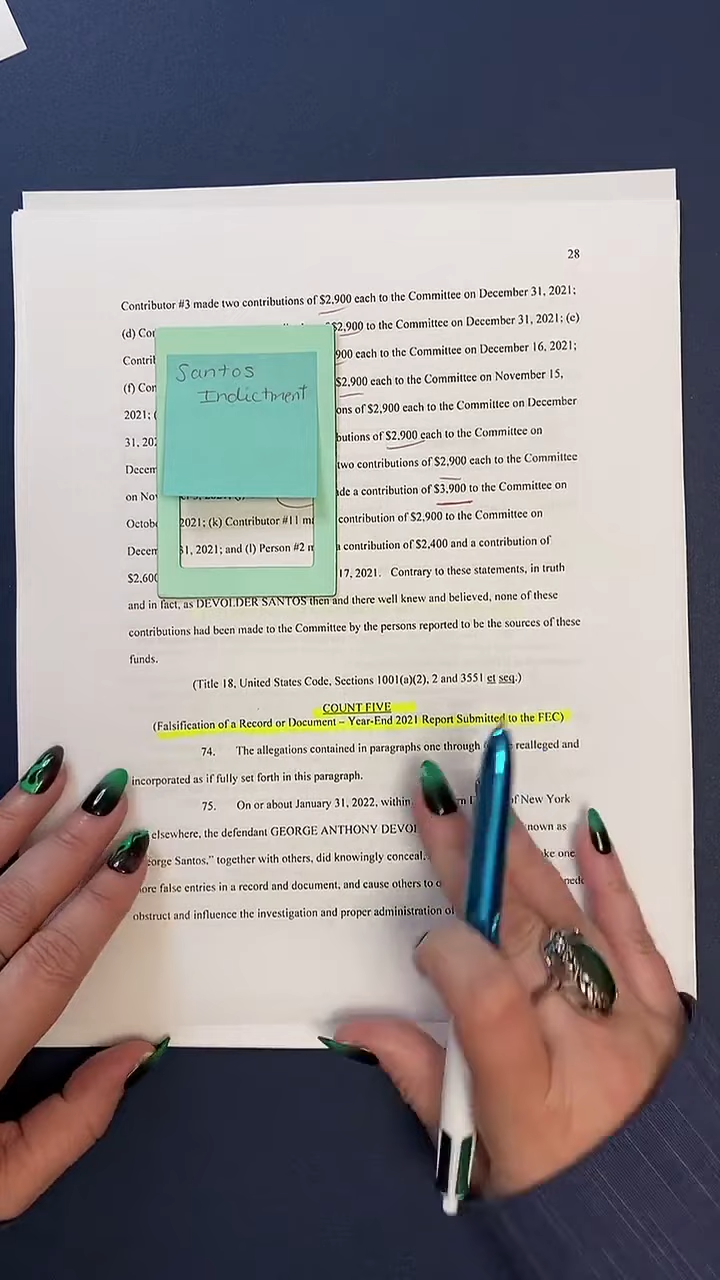 28
Contributor #3 made two contributions of $2,900 each to the Committee on December 31, 2021;
(d) Con $2,900 to the Committee on December 31, 2021; (e)
Contrib 900 each to the Committee on December 16, 2021;
(f) Con $2,900 each to the Committee on November 15,
2021; ( ons of $2,900 each to the Committee on December
31, 202 butions of $2,900 each to the Committee on
Decem two contributions of $2,900 each to the Committee
on No de a contribution of $3,900 to the Committee on
Octob 2021; (k) Contributor #11 m contribution of $2,900 to the Committee on
Decem 31, 2021; and (l) Person #2 m a contribution of $2,400 and a contribution of
$2,600 17, 2021. Contrary to these statements, in truth
and in fact, as DEVOLDER SANTOS then and there well knew and believed, none of these
contributions had been made to the Committee by the persons reported to be the sources of these
funds.
(Title 18, United States Code, Sections 1001(a)(2), 2 and 3551 et seq.)
COUNT FIVE
(Falsification of a Record or Document – Year-End 2021 Report Submitted to the FEC)
74. The allegations contained in paragraphs one through realleged and
incorporated as if fully set forth in this paragraph.
75. On or about January 31, 2022, within of New York
elsewhere, the defendant GEORGE ANTHONY DEVO nown as
eorge Santos," together with others, did knowingly conceal, ke one
ore false entries in a record and document, and cause others to
obstruct and influence the investigation and proper administration of
Santos
Indictment